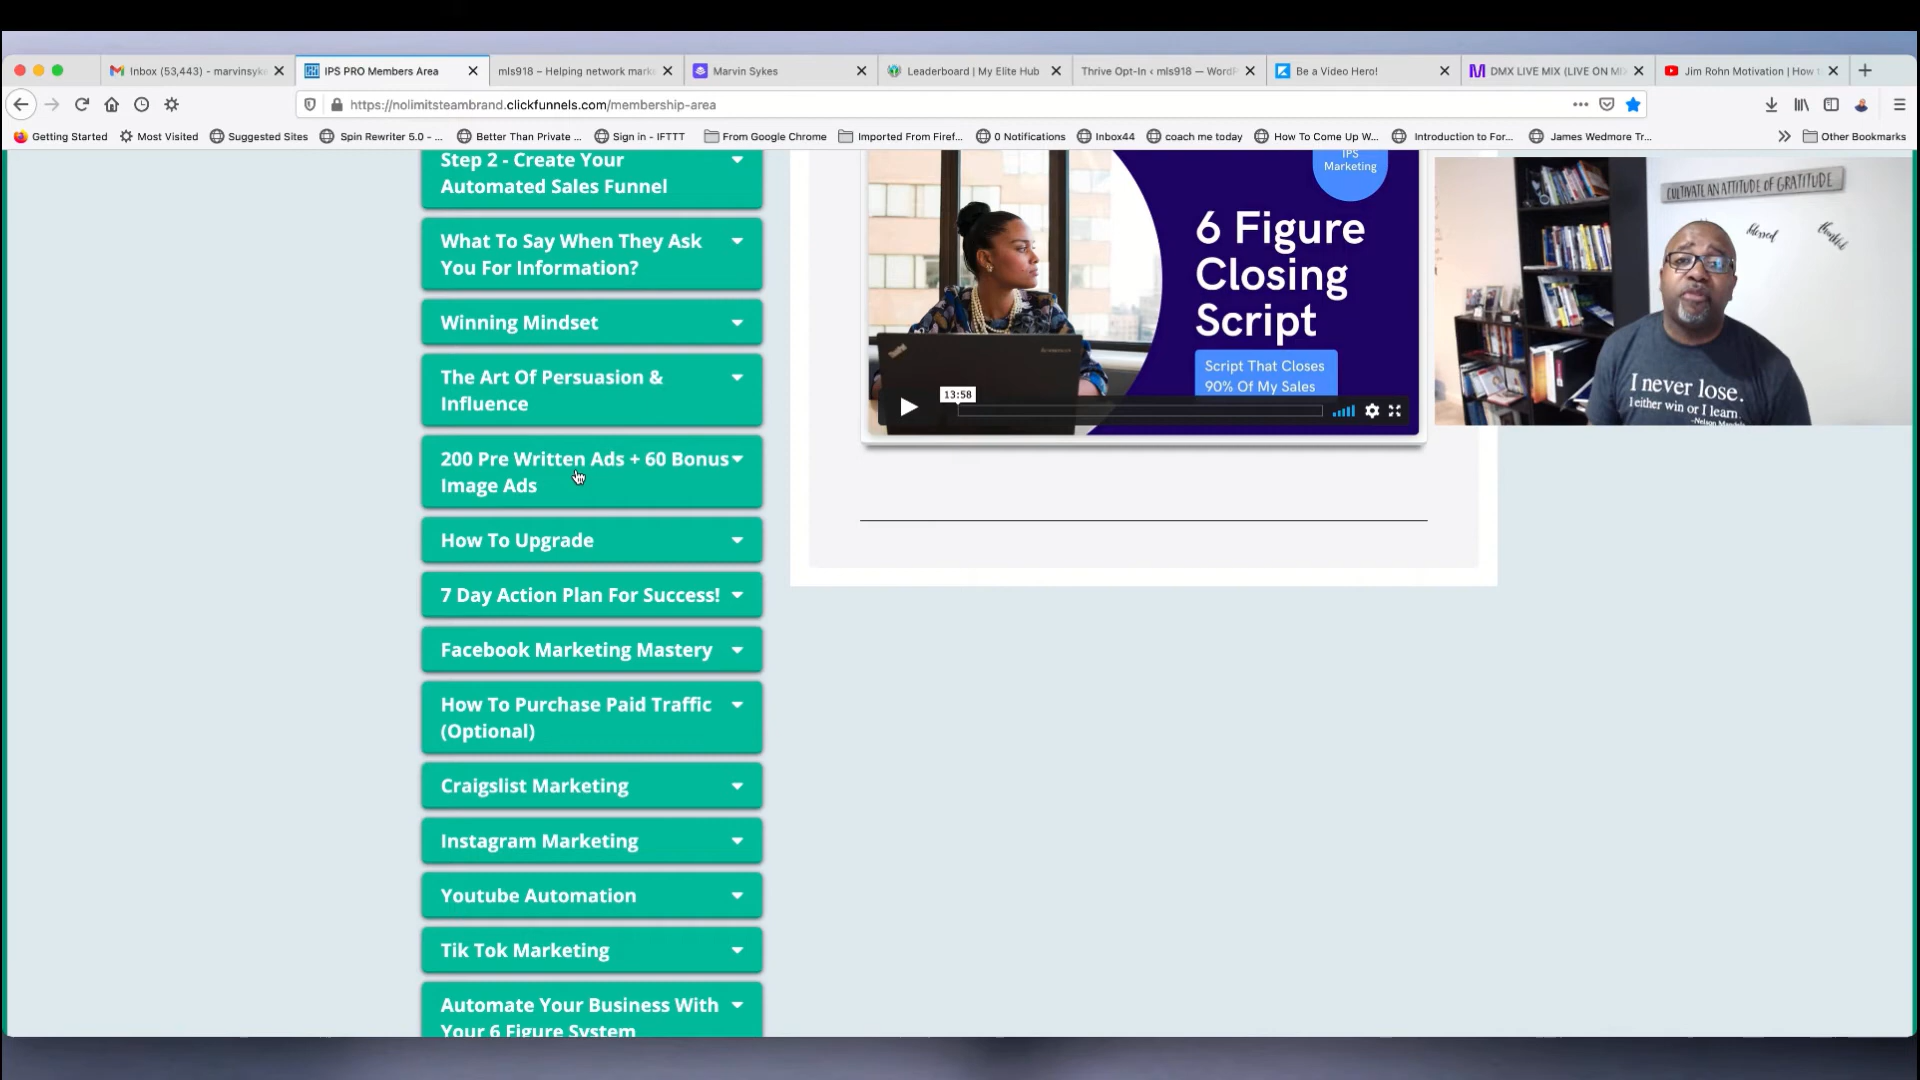 Inbox (53,443) - marvinsyk
IPS PRO Members Area
mls918 – Helping network mark
Marvin Sykes
Leaderboard | My Elite Hub
Thrive Opt-In ‹ mls918 — WordP
Be a Video Hero!
DMX LIVE MIX (LIVE ON MI
Jim Rohn Motivation | How t
https://nolimitsteambrand.clickfunnels.com/membership-area
Getting Started
Most Visited
Suggested Sites
Spin Rewriter 5.0 - ...
Better Than Private ...
Sign in - IFTTT
From Google Chrome
Imported From Firef...
0 Notifications
Inbox44
coach me today
How To Come Up W...
Introduction to For...
James Wedmore Tr...
Other Bookmarks
Step 2 - Create Your
Automated Sales Funnel
What To Say When They Ask
You For Information?
Winning Mindset
The Art Of Persuasion &
Influence
200 Pre Written Ads + 60 Bonus
Image Ads
How To Upgrade
7 Day Action Plan For Success!
Facebook Marketing Mastery
How To Purchase Paid Traffic
(Optional)
Craigslist Marketing
Instagram Marketing
Youtube Automation
Tik Tok Marketing
Automate Your Business With
Your 6 Figure System
IPS
Marketing
6 Figure
Closing
Script
Script That Closes
90% Of My Sales
ThinkPad
13:58
CULTIVATE AN ATTITUDE OF GRATITUDE
blessed
thankful
I never lose.
I either win or I learn
-Nelson Mandela